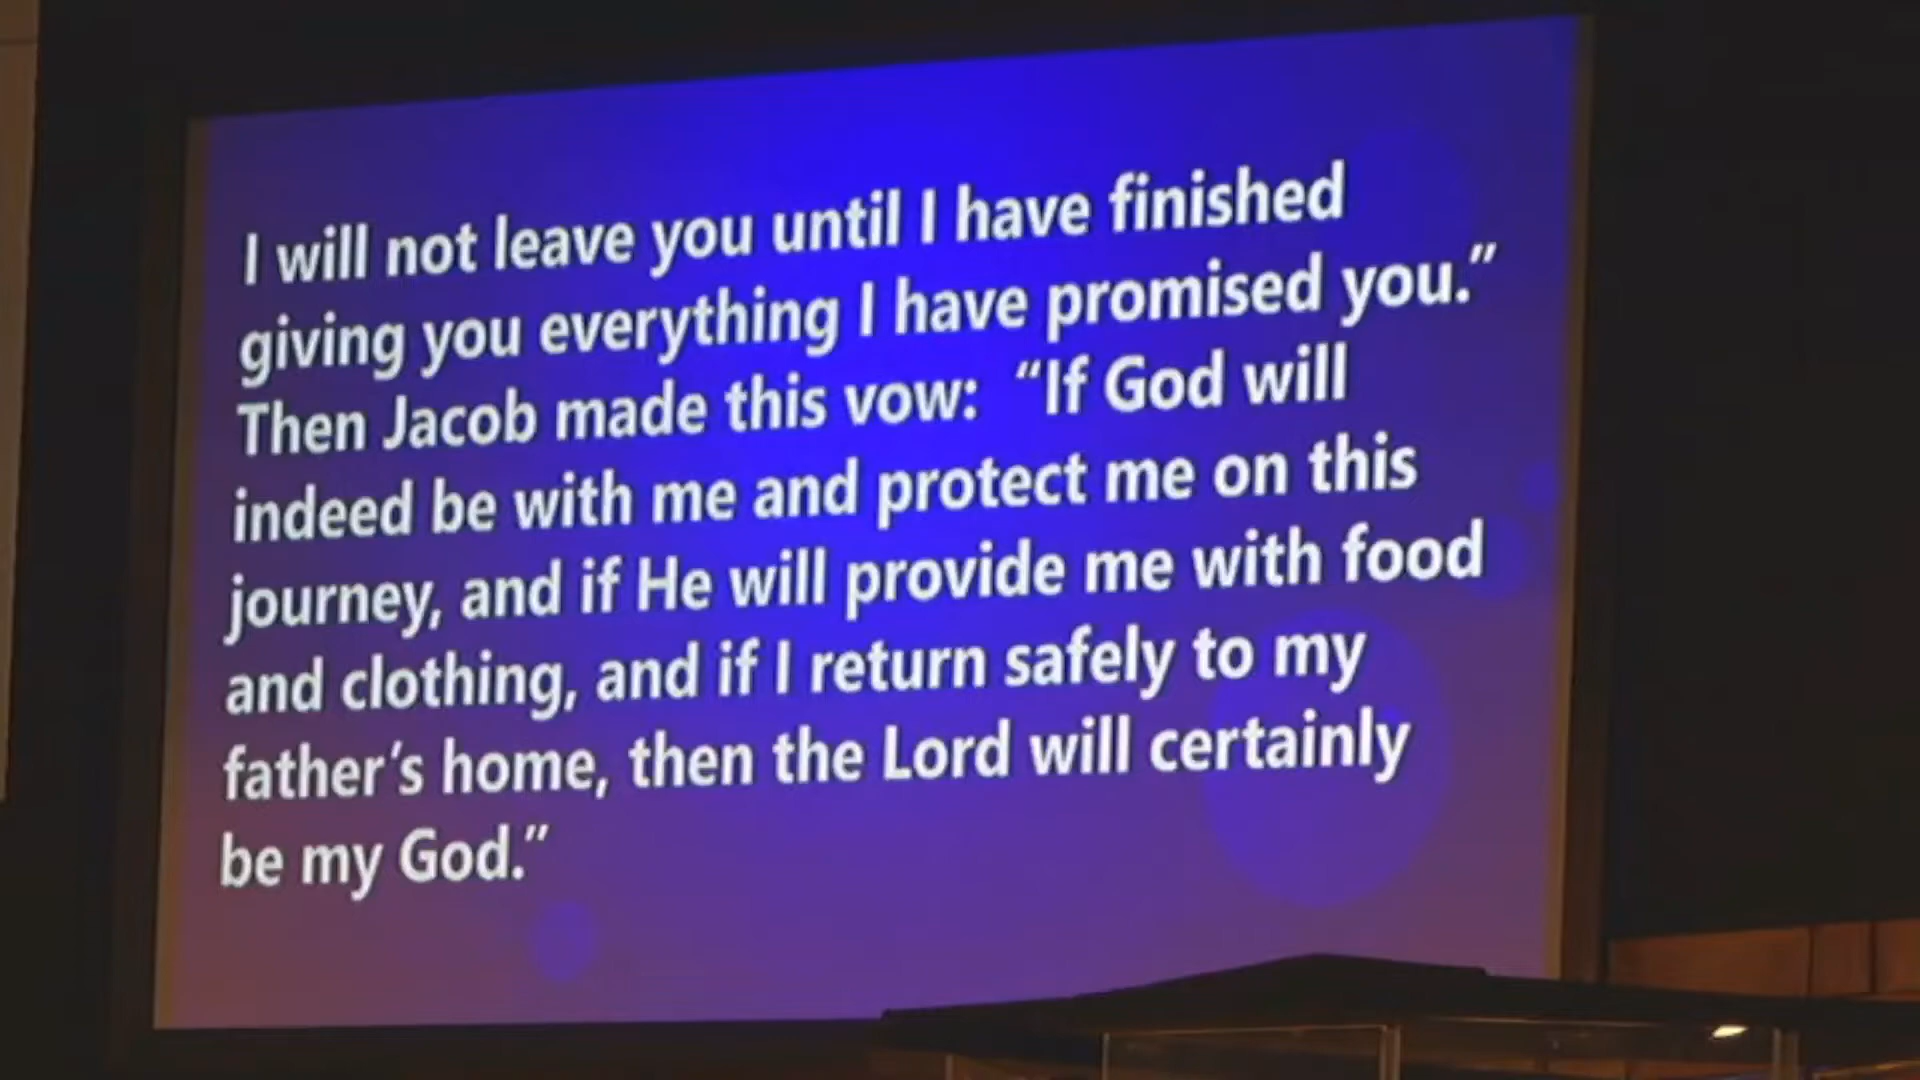 I will not leave you until I have finished
giving you everything I have promised you.”
Then Jacob made this vow:  “If God will
indeed be with me and protect me on this
journey, and if He will provide me with food
and clothing, and if I return safely to my
father’s home, then the Lord will certainly
be my God.”